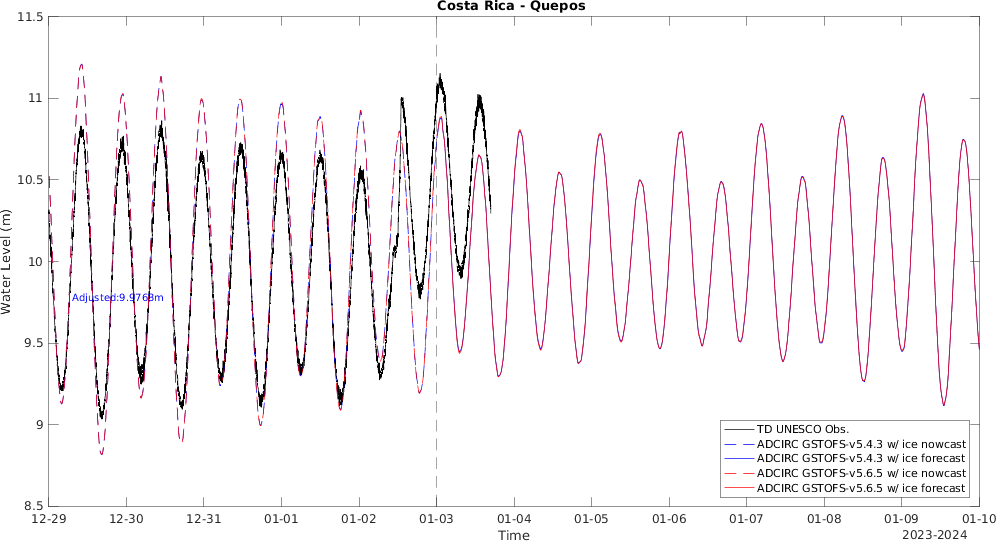 Costa Rica - Quepos
11.5
11
10.5
10
9.5
9
8.5
Water Level (m)
Adjusted:9.9768m
TD UNESCO Obs.
ADCIRC GSTOFS-v5.4.3 w/ ice nowcast
ADCIRC GSTOFS-v5.4.3 w/ ice forecast
ADCIRC GSTOFS-v5.6.5 w/ ice nowcast
ADCIRC GSTOFS-v5.6.5 w/ ice forecast
12-29 12-30 12-31 01-01 01-02 01-03 01-04 01-05 01-06 01-07 01-08 01-09 01-10
Time
2023-2024